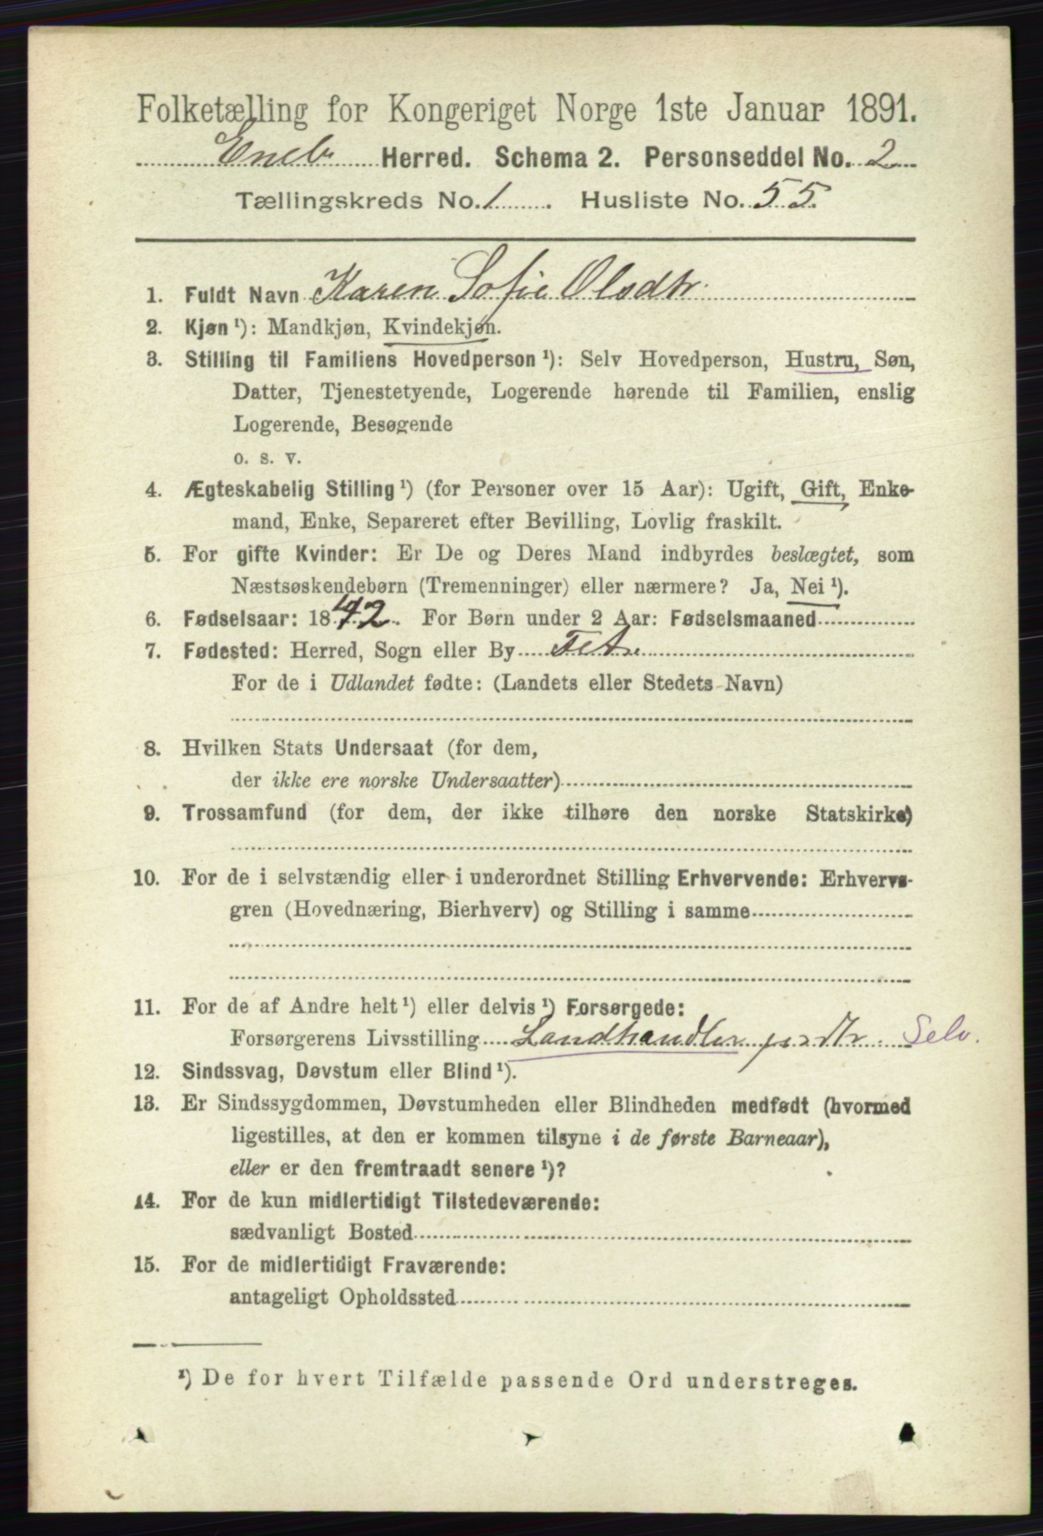 Folketælling for Kongeriget Norge 1ste Januar 1891.
Eneb Herred. Schema 2. Personseddel No. 2
Tællingskreds No. 1. Husliste No. 55.
1. Fuldt Navn Karen Sofie Olsdtr.
2. Kjøn ¹): Mandkjøn, Kvindekjøn.
3. Stilling til Familiens Hovedperson ¹): Selv Hovedperson, Hustru, Søn,
Datter, Tjenestetyende, Logerende hørende til Familien, enslig
Logerende, Besøgende
o. s. v.
4. Ægteskabelig Stilling ¹) (for Personer over 15 Aar): Ugift, Gift, Enke-
mand, Enke, Separeret efter Bevilling, Lovlig fraskilt.
5. For gifte Kvinder: Er De og Deres Mand indbyrdes beslægtet, som
Næstsøskendebørn (Tremenninger) eller nærmere? Ja, Nei ¹).
6. Fødselsaar: 1842. For Børn under 2 Aar: Fødselsmaaned
7. Fødested: Herred, Sogn eller By Fet.
For de i Udlandet fødte: (Landets eller Stedets Navn)
8. Hvilken Stats Undersaat (for dem,
der ikke ere norske Undersaatter)
9. Trossamfund (for dem, der ikke tilhøre den norske Statskirke)
10. For de i selvstændig eller i underordnet Stilling Erhvervende: Erhvervs-
gren (Hovednæring, Bierhverv) og Stilling i samme
11. For de af Andre helt ¹) eller delvis ¹) Forsørgede:
Forsørgerens Livsstilling Landhandler Selv.
12. Sindssvag, Døvstum eller Blind ¹).
13. Er Sindssygdommen, Døvstumheden eller Blindheden medfødt (hvormed
ligestilles, at den er kommen tilsyne i de første Barneaar),
eller er den fremtraadt senere ¹)?
14. For de kun midlertidigt Tilstedeværende:
sædvanligt Bosted
15. For de midlertidigt Fraværende:
antageligt Opholdssted
¹) De for hvert Tilfælde passende Ord understreges.